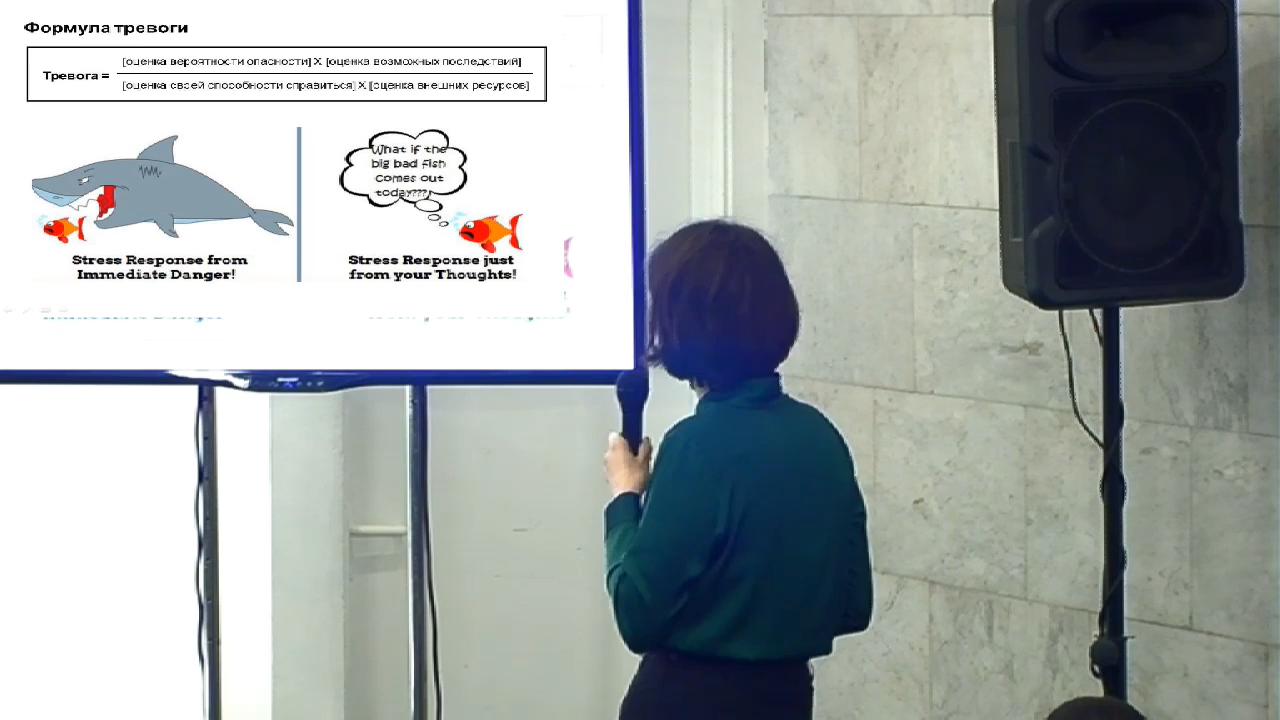 Формула тревоги
[оценка вероятности опасности] X [оценка возможных последствий]
Тревога =
[оценка своей способности справиться] X [оценка внешних ресурсов]
What if the
big bad fish
comes out
today???
Stress Response from
Immediate Danger!
Stress Response just
from your Thoughts!